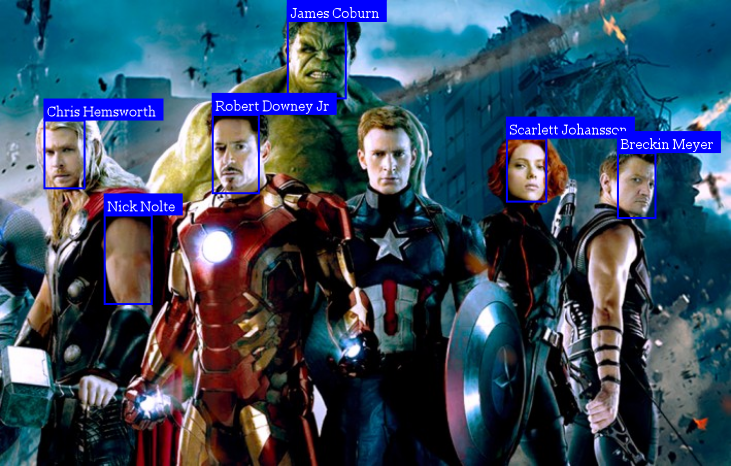 James Coburn
Chris Hemsworth
Robert Downey Jr
Scarlett Johansson
Breckin Meyer
Nick Nolte